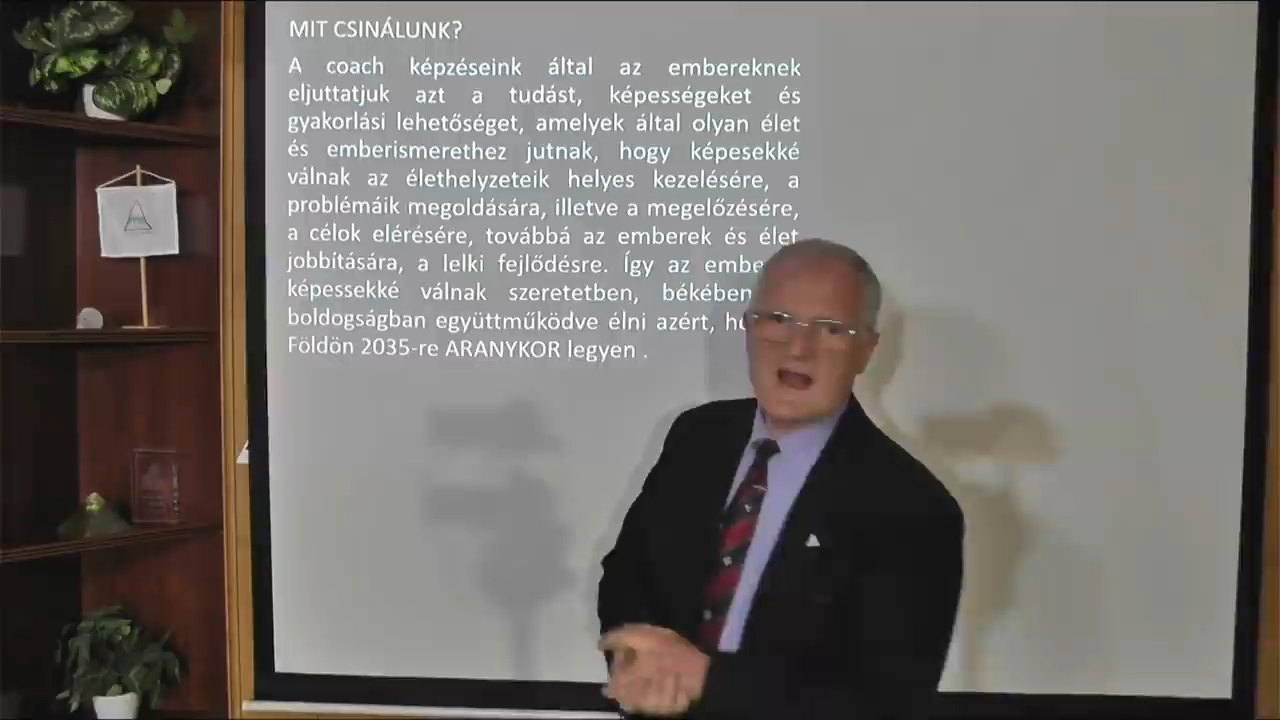 MIT CSINÁLUNK?
A coach képzéseink által az embereknek
eljuttatjuk azt a tudást, képességeket és
gyakorlási lehetőséget, amelyek által olyan élet
és emberismerethez jutnak, hogy képesekké
válnak az élethelyzeteik helyes kezelésére, a
problémáik megoldására, illetve a megelőzésére,
a célok elérésére, továbbá az emberek és élet
jobbítására, a lelki fejlődésre. Így az
képessekké válnak szeretetben, békében
boldogságban együttműködve élni azért,
Földön 2035-re ARANYKOR legyen .